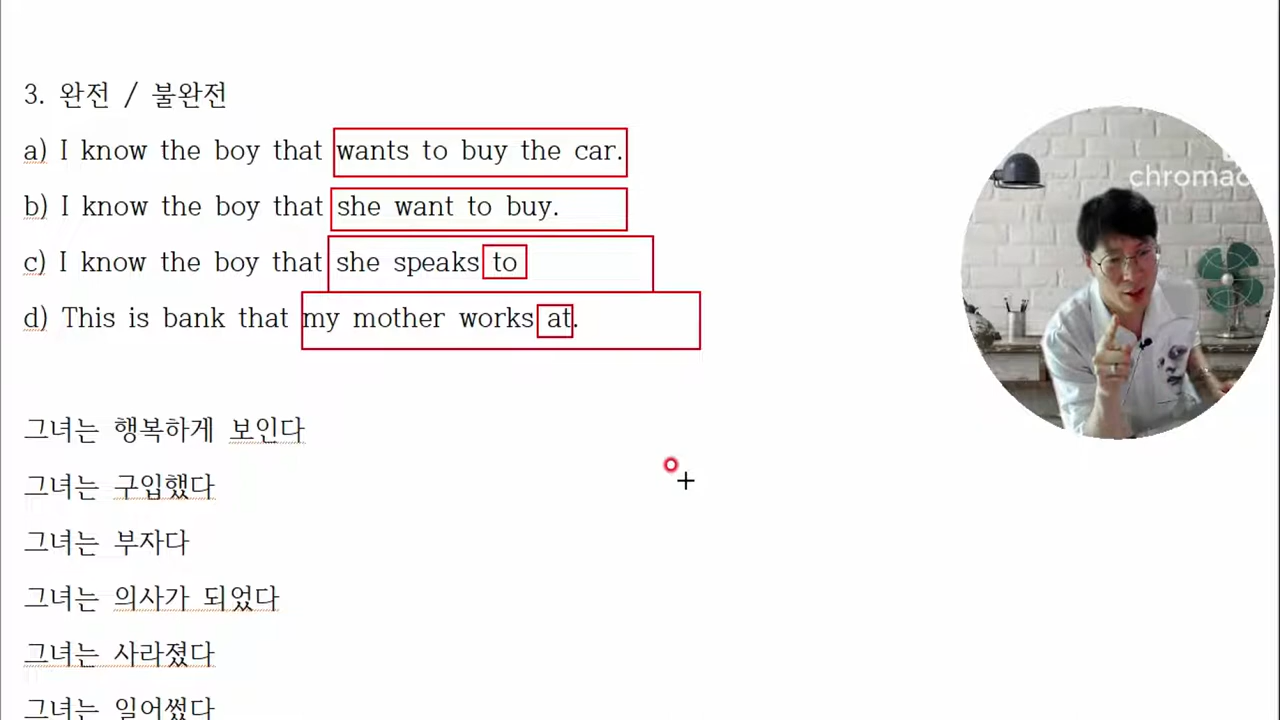 3. 완전 / 불완전
a) I know the boy that wants to buy the car.
b) I know the boy that she want to buy.
c) I know the boy that she speaks to
d) This is bank that my mother works at.
그녀는 행복하게 보인다
그녀는 구입했다
그녀는 부자다
그녀는 의사가 되었다
그녀는 사라졌다
그녀는 일어썼다
chromac